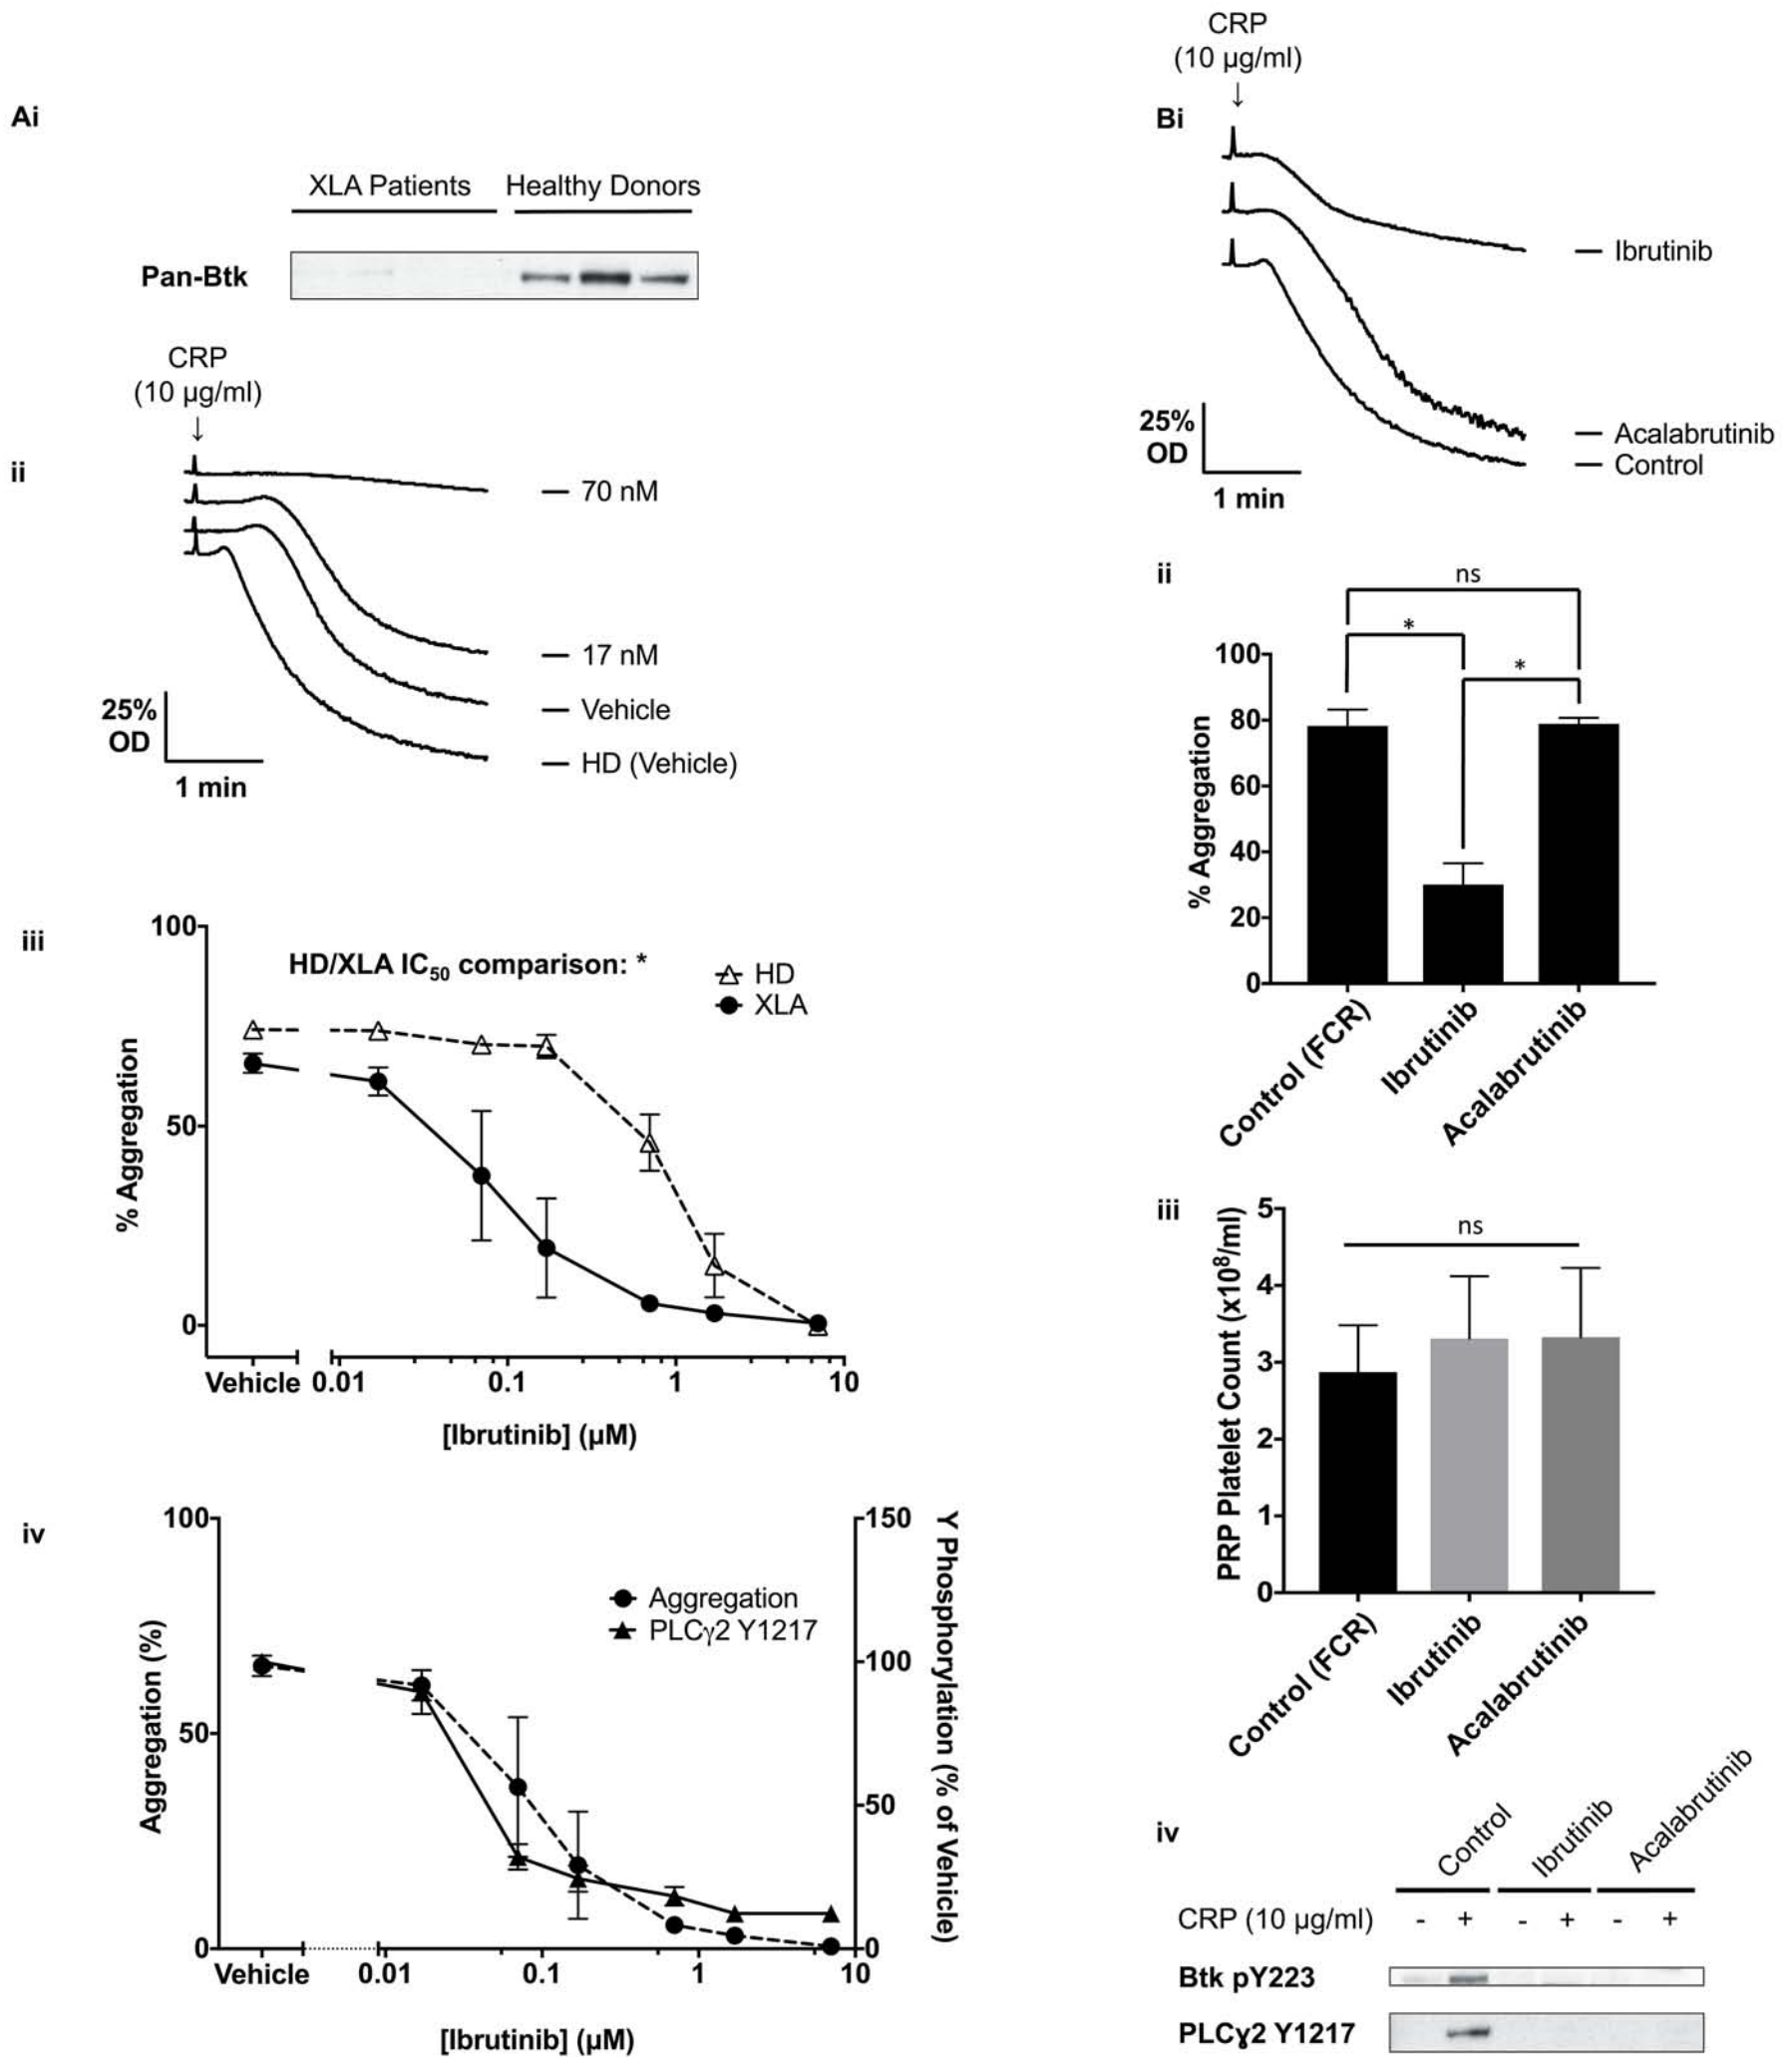 Ai
XLA Patients Healthy Donors
Pan-Btk
ii
CRP
(10 µg/ml)
↓
70 nM
17 nM
Vehicle
HD (Vehicle)
25%
OD
1 min
iii
HD/XLA IC50 comparison: *
HD
XLA
% Aggregation
100
50
0
Vehicle 0.01 0.1 1 10
[Ibrutinib] (µM)
iv
Aggregation
PLCγ2 Y1217
Aggregation (%)
100
50
0
Y Phosphorylation (% of Vehicle)
150
100
50
0
Vehicle 0.01 0.1 1 10
[Ibrutinib] (µM)
Bi
CRP
(10 µg/ml)
↓
Ibrutinib
Acalabrutinib
Control
25%
OD
1 min
ii
ns
*
*
% Aggregation
100
80
60
40
20
0
Control (FCR)
Ibrutinib
Acalabrutinib
iii
ns
PRP Platelet Count (x10⁸/ml)
5
4
3
2
1
0
Control (FCR)
Ibrutinib
Acalabrutinib
iv
Control Ibrutinib Acalabrutinib
CRP (10 µg/ml) - + - + - +
Btk pY223
PLCɣ2 Y1217